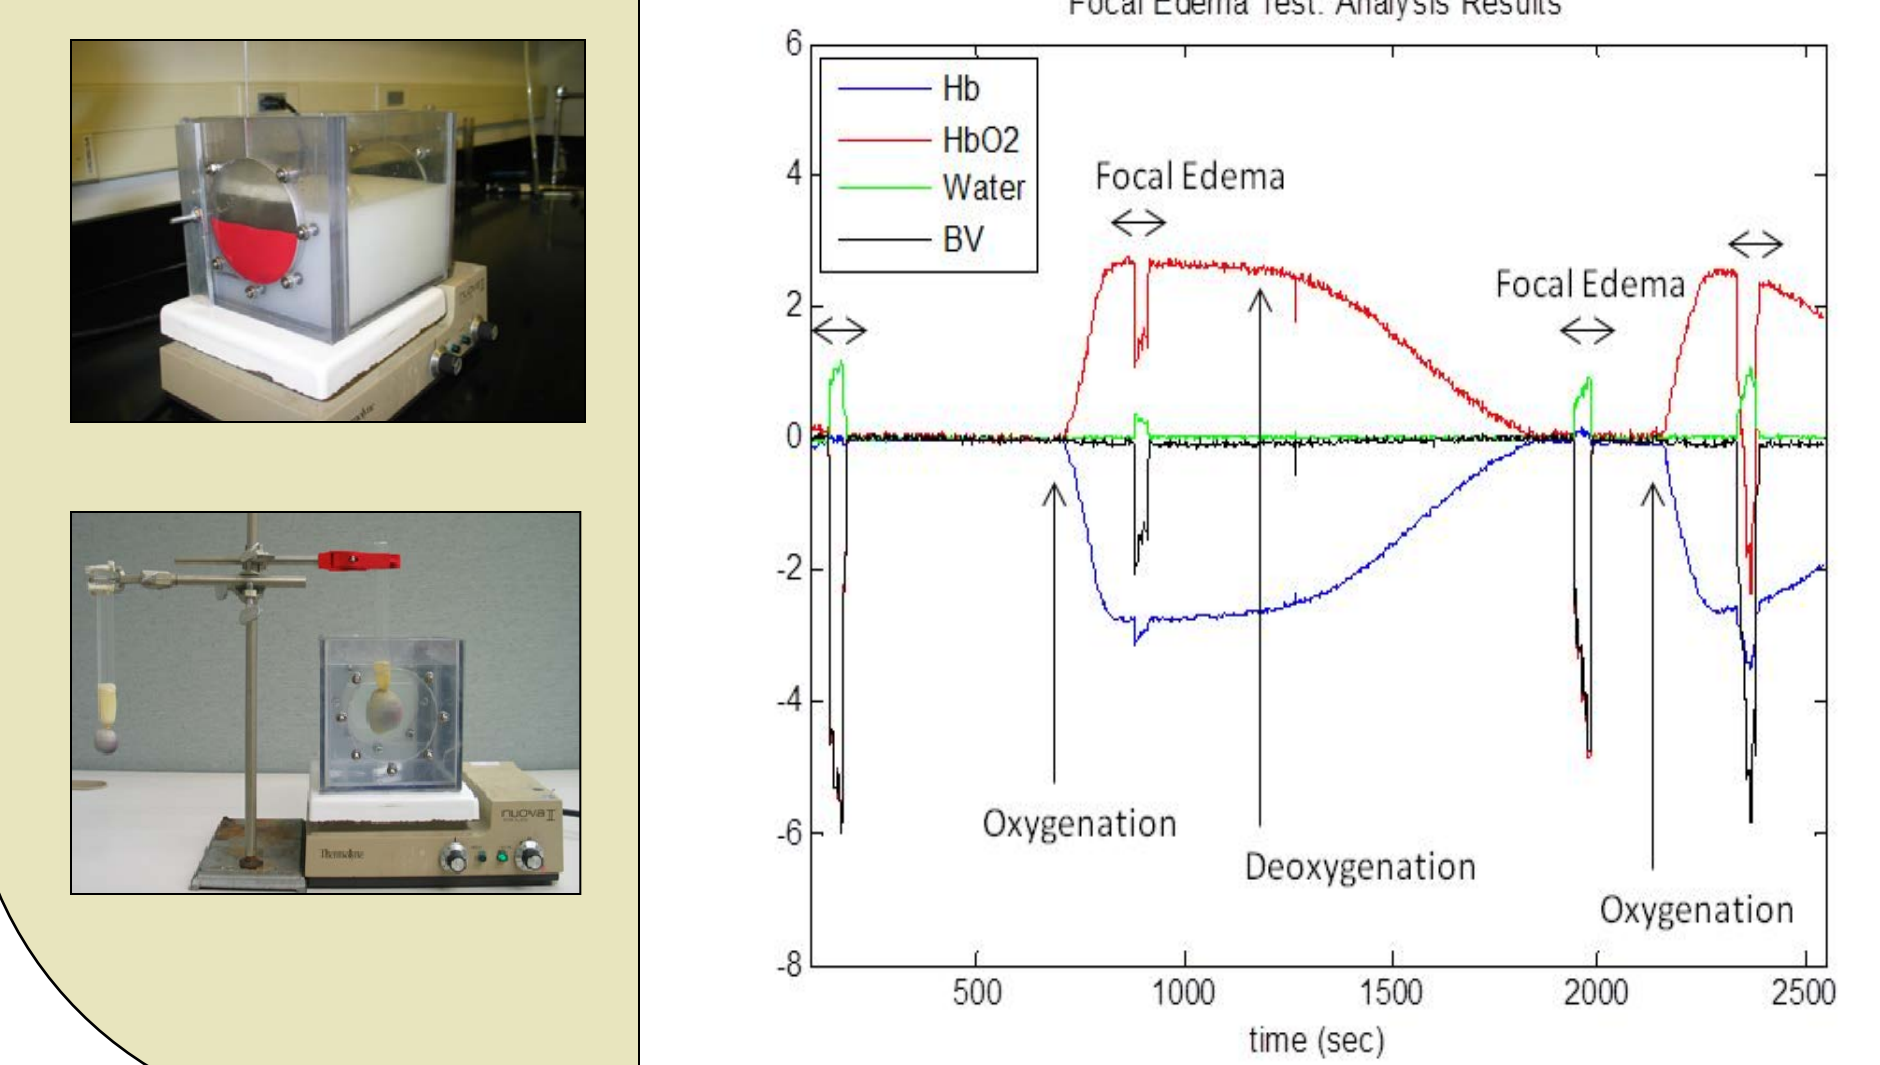 Focal Edema Test: Analysis Results
6
4
2
0
-2
-4
-6
-8
Hb
HbO2
Water
BV
Focal Edema
Focal Edema
Oxygenation
Deoxygenation
Oxygenation
500
1000
1500
2000
2500
time (sec)
nuova II
Thermolyne